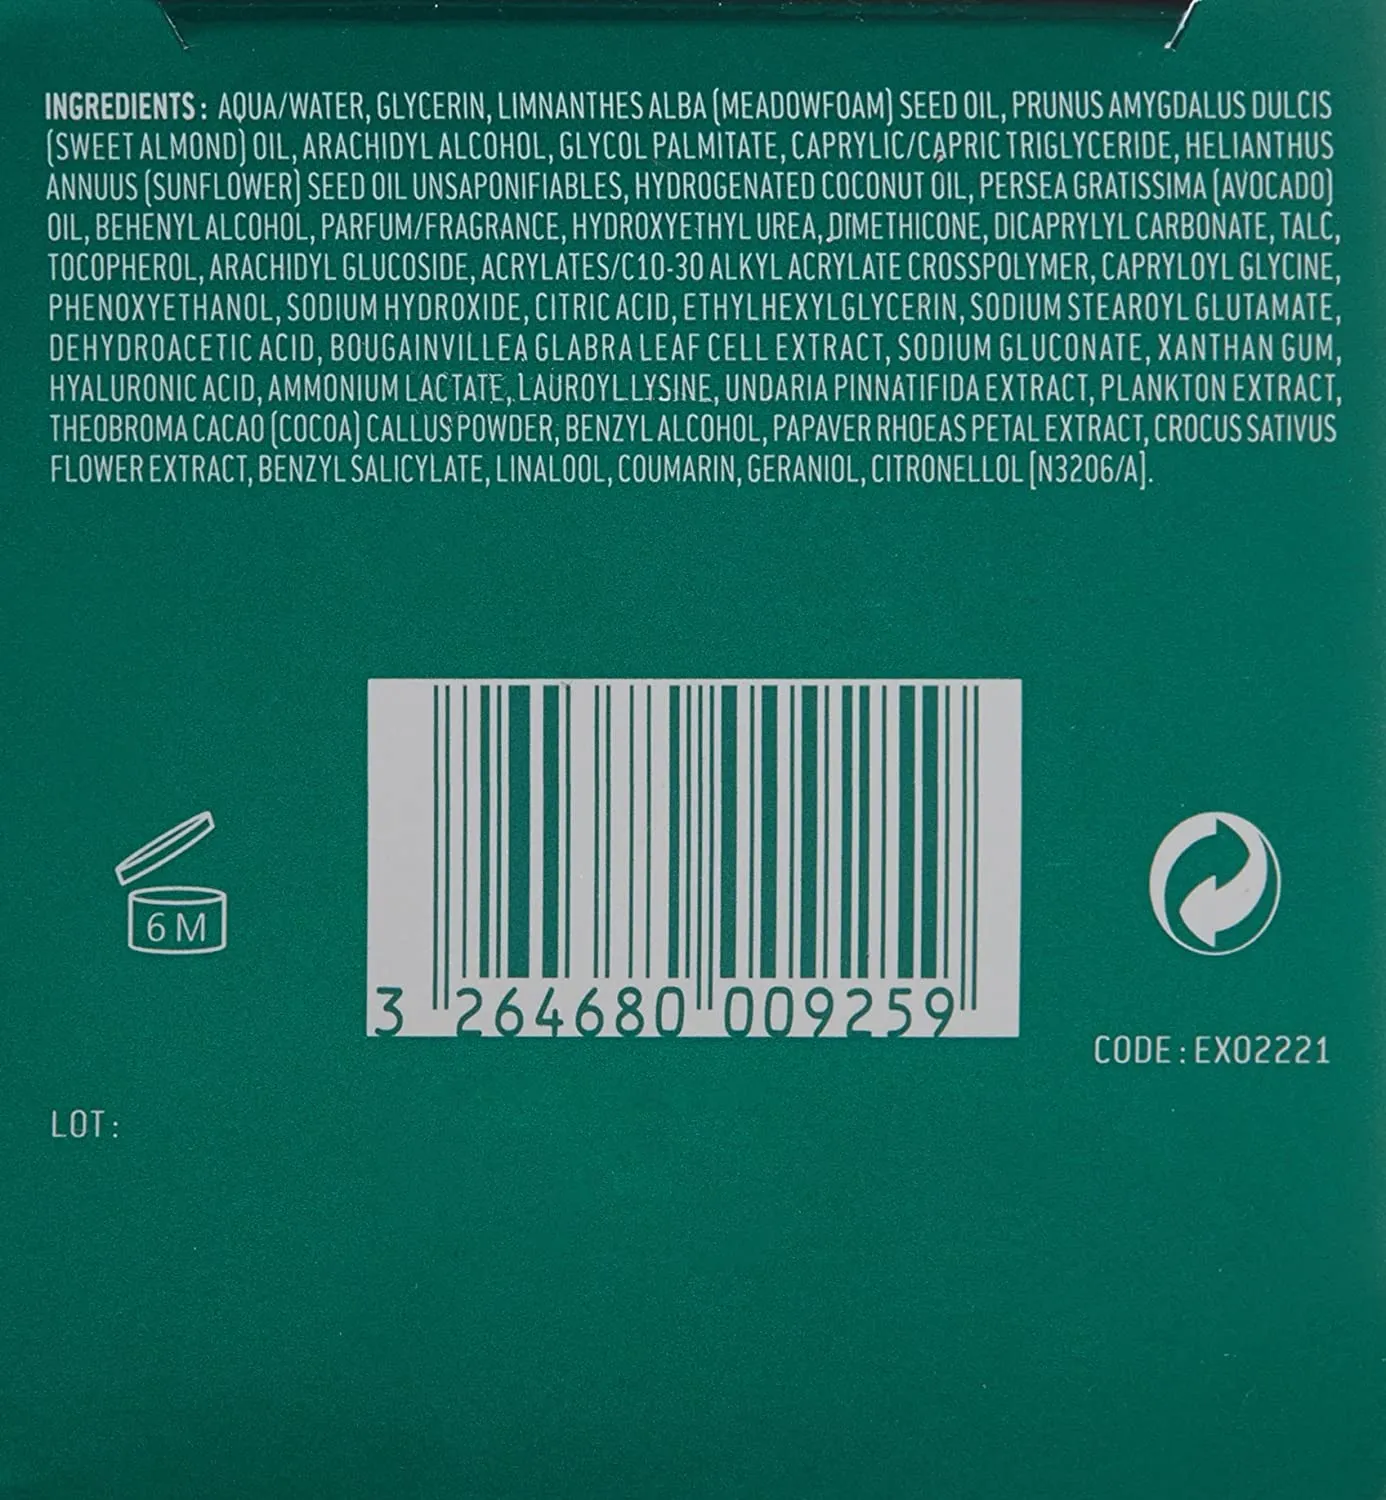 INGREDIENTS : AQUA/WATER, GLYCERIN, LIMNANTHES ALBA (MEADOWFOAM) SEED OIL, PRUNUS AMYGDALUS DULCIS
(SWEET ALMOND) OIL, ARACHIDYL ALCOHOL, GLYCOL PALMITATE, CAPRYLIC/CAPRIC TRIGLYCERIDE, HELIANTHUS
ANNUUS (SUNFLOWER) SEED OIL UNSAPONIFIABLES, HYDROGENATED COCONUT OIL, PERSEA GRATISSIMA (AVOCADO)
OIL, BEHENYL ALCOHOL, PARFUM/FRAGRANCE, HYDROXYETHYL UREA, DIMETHICONE, DICAPRYLYL CARBONATE, TALC,
TOCOPHEROL, ARACHIDYL GLUCOSIDE, ACRYLATES/C10-30 ALKYL ACRYLATE CROSSPOLYMER, CAPRYLOYL GLYCINE,
PHENOXYETHANOL, SODIUM HYDROXIDE, CITRIC ACID, ETHYLHEXYLGLYCERIN, SODIUM STEAROYL GLUTAMATE,
DEHYDROACETIC ACID, BOUGAINVILLEA GLABRA LEAF CELL EXTRACT, SODIUM GLUCONATE, XANTHAN GUM,
HYALURONIC ACID, AMMONIUM LACTATE, LAUROYL LYSINE, UNDARIA PINNATIFIDA EXTRACT, PLANKTON EXTRACT,
THEOBROMA CACAO (COCOA) CALLUS POWDER, BENZYL ALCOHOL, PAPAVER RHOEAS PETAL EXTRACT, CROCUS SATIVUS
FLOWER EXTRACT, BENZYL SALICYLATE, LINALOOL, COUMARIN, GERANIOL, CITRONELLOL [N3206/A].
6 M
3 264680 009259
CODE : EX02221
LOT :